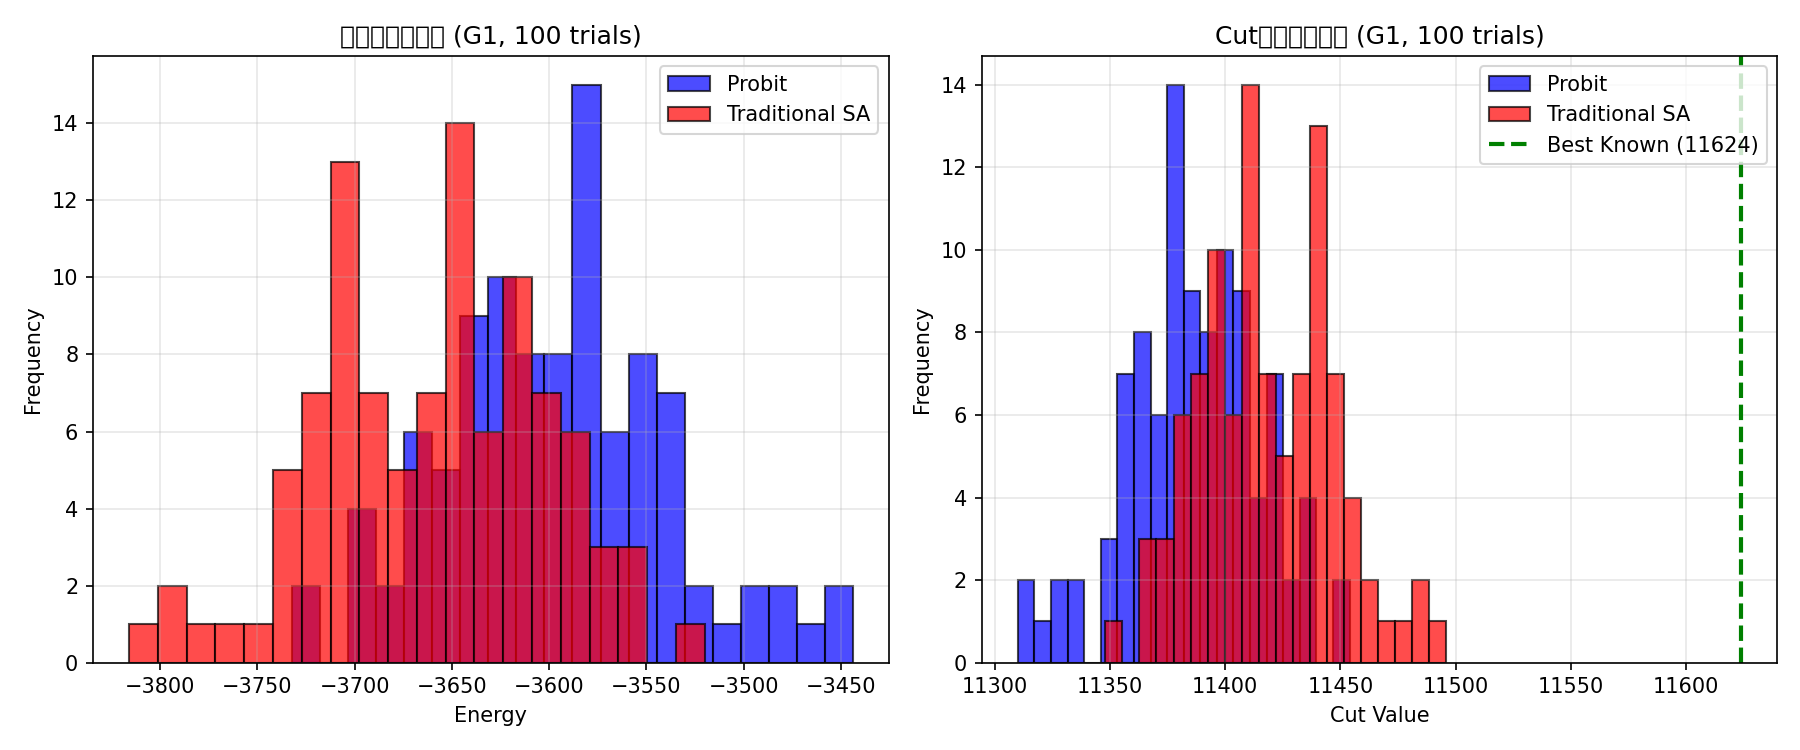 (G1, 100 trials)
Probit
Traditional SA
Frequency
14
12
10
8
6
4
2
0
−3800
−3750
−3700
−3650
−3600
−3550
−3500
−3450
Energy
Cut (G1, 100 trials)
Probit
Traditional SA
Best Known (11624)
Frequency
14
12
10
8
6
4
2
0
11300
11350
11400
11450
11500
11550
11600
Cut Value